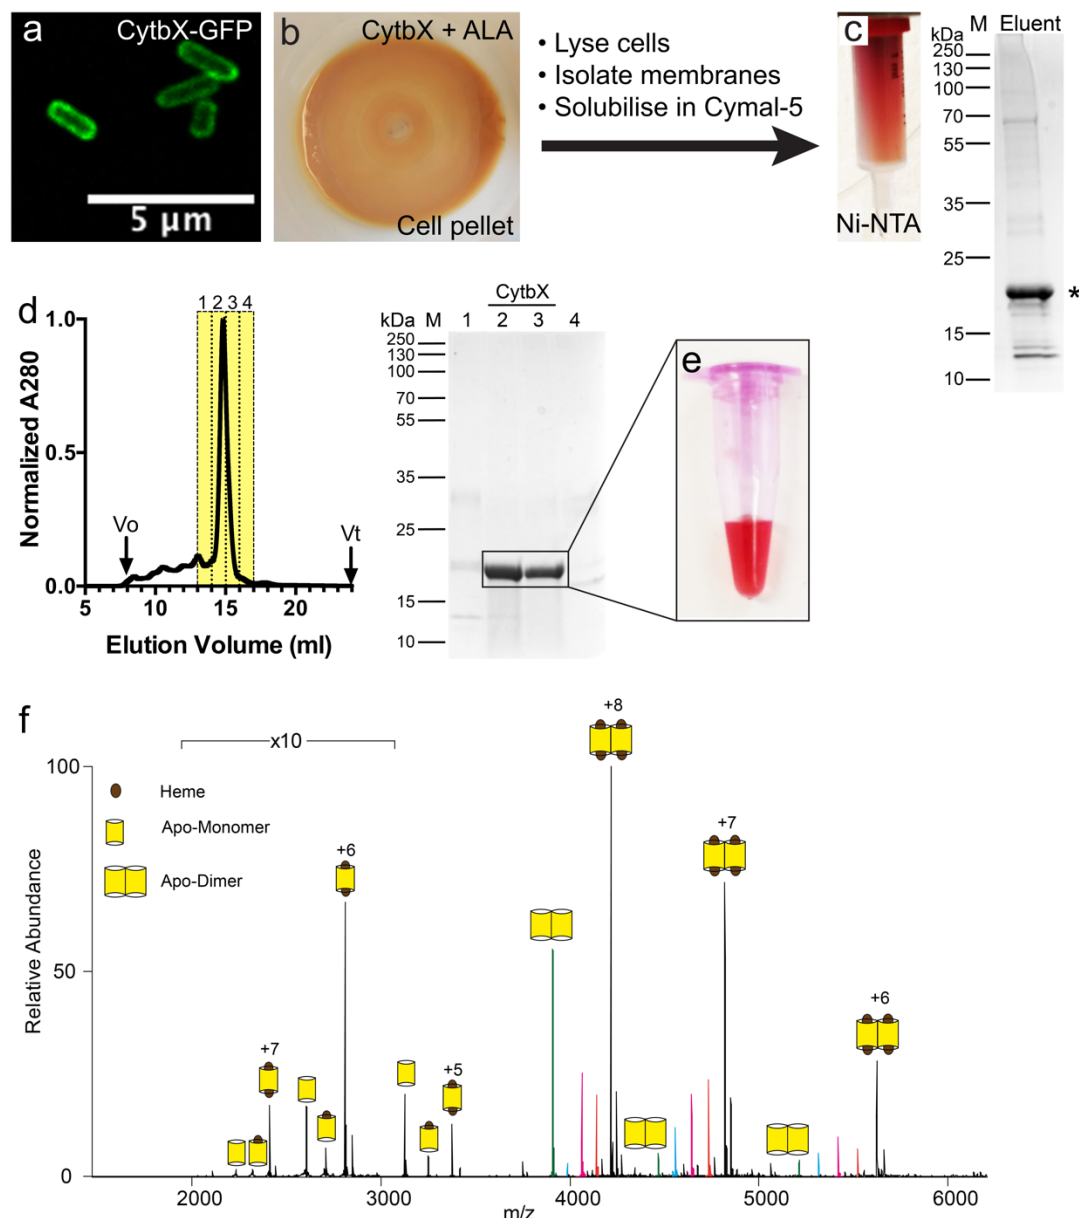 a
CytbX-GFP
5 μm
b
CytbX + ALA
Cell pellet
• Lyse cells
• Isolate membranes
• Solubilise in Cymal-5
c
Ni-NTA
kDa M Eluent
250
130
100
70
55
35
25
*
15
10
d
1 2 3 4
Normalized A280
1.0
0.5
0.0
Vo
Vt
5 10 15 20
Elution Volume (ml)
CytbX
kDa M 1 2 3 4
250
130
100
70
55
35
25
15
10
e
f
x10
Relative Abundance
100
50
0
Heme
Apo-Monomer
Apo-Dimer
+7
+6
+5
+8
+7
+6
2000 3000 4000 5000 6000
m/z